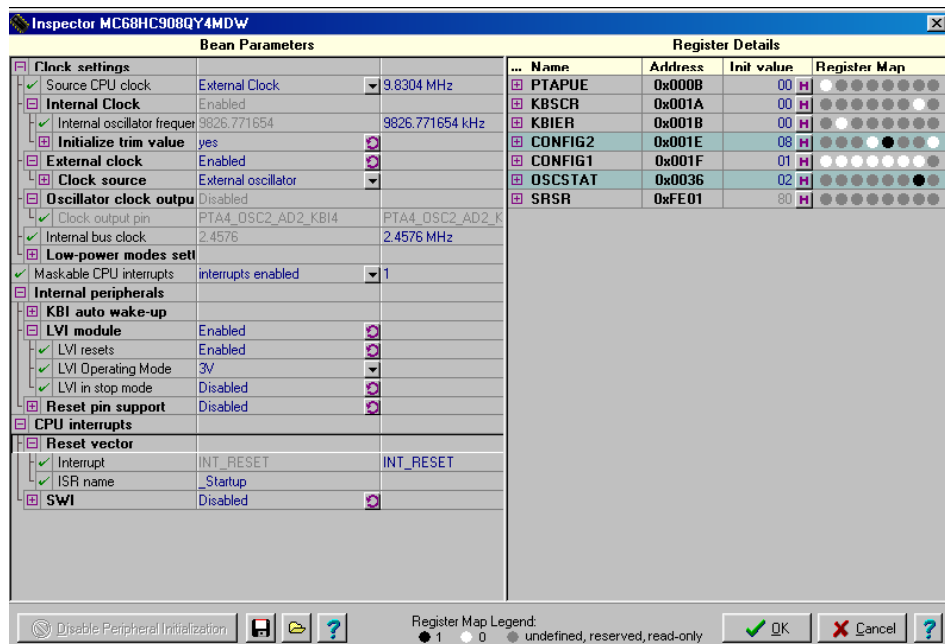 Inspector MC68HC908QY4MDW
Bean Parameters
Register Details
Clock settings
Source CPU clock External Clock 9.8304 MHz
Internal Clock Enabled
Internal oscillator frequer 9826.771654 9826.771654 kHz
Initialize trim value yes
External clock Enabled
Clock source External oscillator
Oscillator clock outpu Disabled
Clock output pin PTA4_OSC2_AD2_KBI4 PTA4_OSC2_AD2_K
Internal bus clock 2.4576 2.4576 MHz
Low-power modes sett
Maskable CPU interrupts interrupts enabled 1
Internal peripherals
KBI auto wake-up
LVI module Enabled
LVI resets Enabled
LVI Operating Mode 3V
LVI in stop mode Disabled
Reset pin support Disabled
CPU interrupts
Reset vector
Interrupt INT_RESET INT_RESET
ISR name _Startup
SWI Disabled
... Name Address Init value Register Map
PTAPUE 0x000B 00 H
KBSCR 0x001A 00 H
KBIER 0x001B 00 H
CONFIG2 0x001E 08 H
CONFIG1 0x001F 01 H
OSCSTAT 0x0036 02 H
SRSR 0xFE01 80 H
Disable Peripheral Initialization ?
Register Map Legend:
1 0 undefined, reserved, read-only
OK Cancel ?